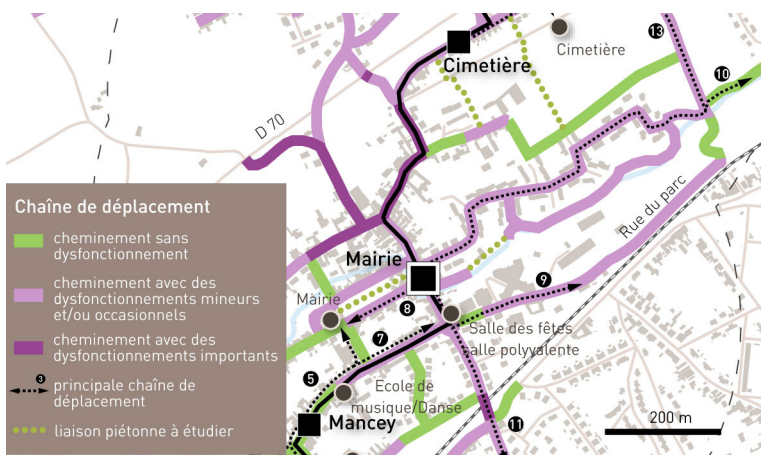 13
Cimetière
Cimetière
10
D 70
Chaîne de déplacement
cheminement sans
dysfonctionnement
cheminement avec des
dysfonctionnements mineurs
et/ou occasionnels
cheminement avec des
dysfonctionnements importants
3
principale chaîne de
déplacement
liaison piétonne à étudier
Rue du parc
Mairie
9
Mairie
8
7
Salle des fêtes
salle polyvalente
5
Ecole de
musique/Danse
Mancey
11
200 m